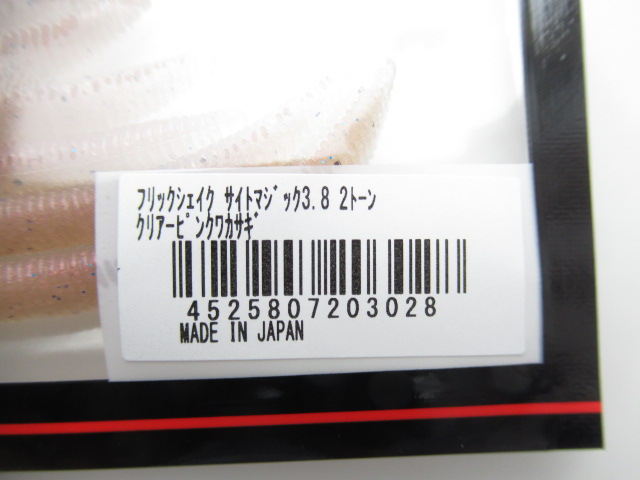 ﾌﾘｯｸｼｪｲｸ ｻｲﾄﾏｼﾞｯｸ3.8 2ﾄｰﾝ
ｸﾘｱｰﾋﾟﾝｸﾜｶｻｷﾞ
4525807203028
MADE IN JAPAN